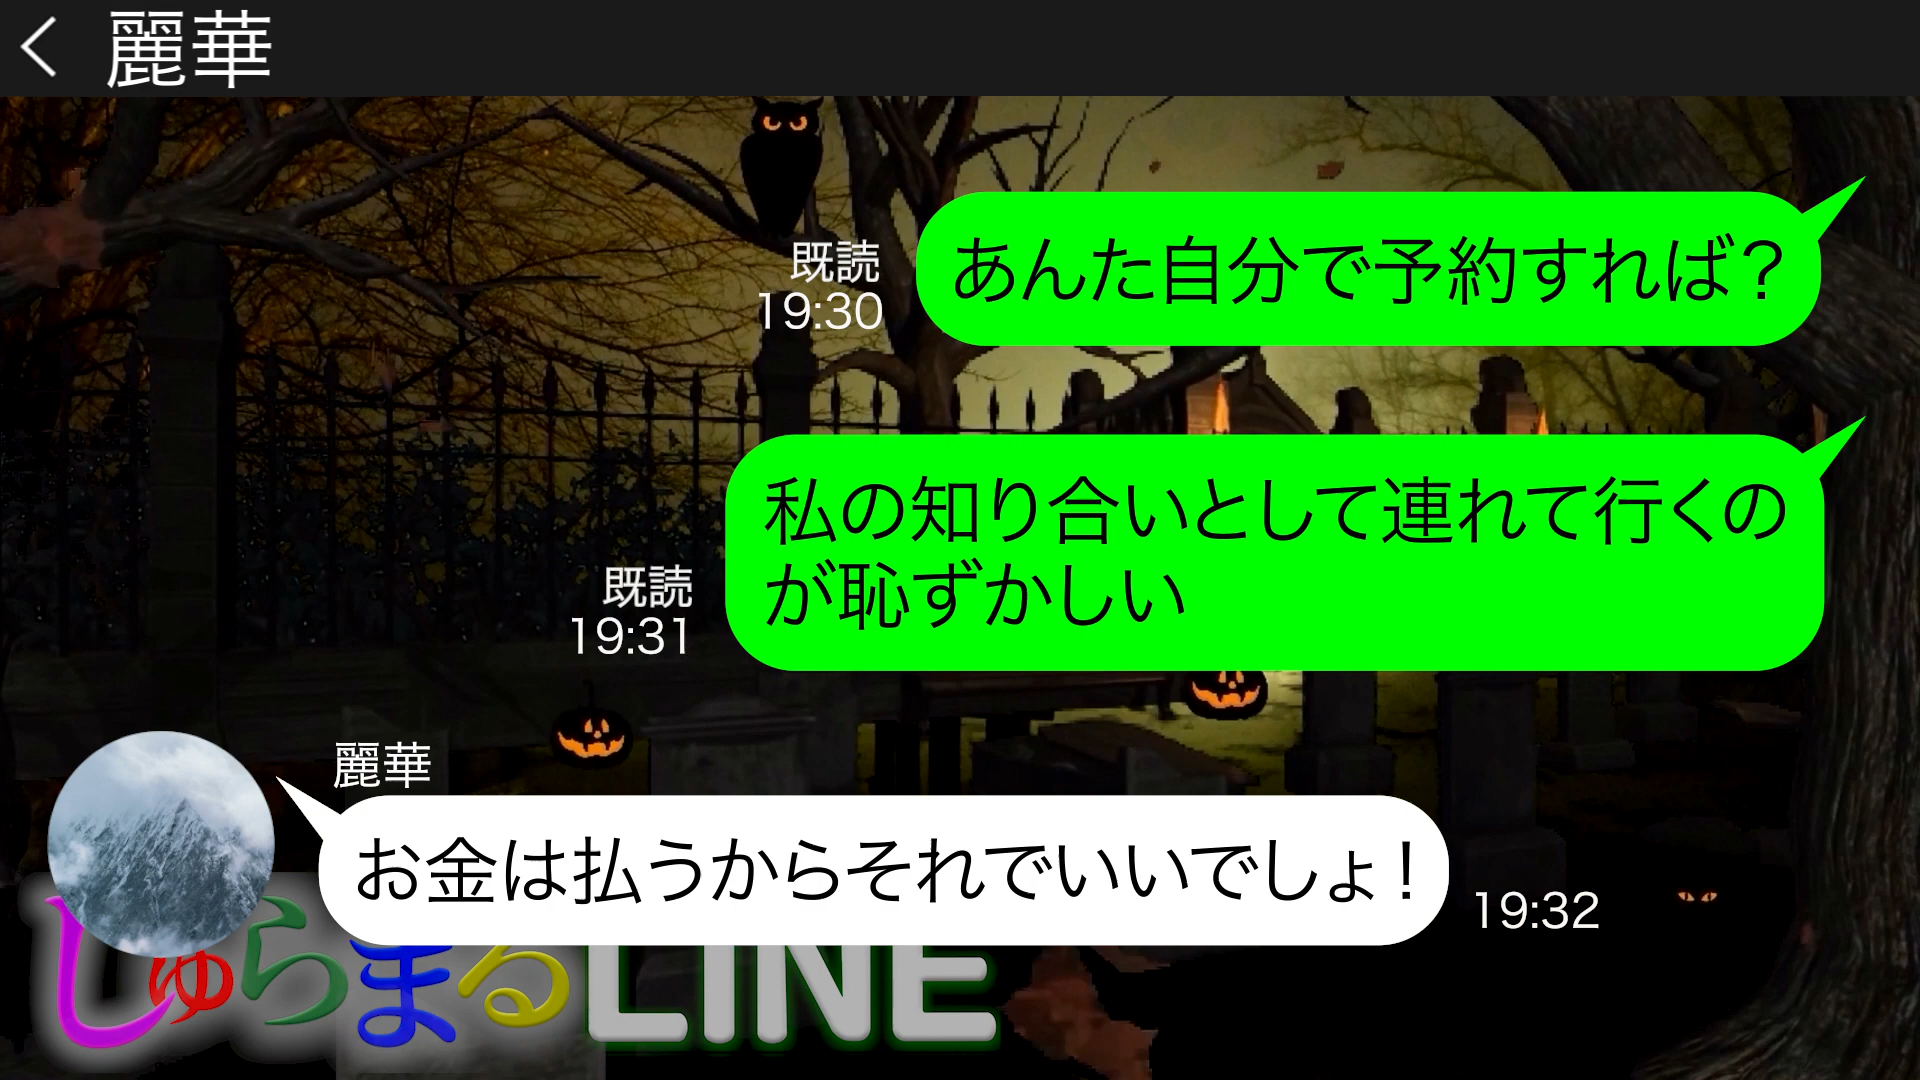 麗華
あんた自分で予約すれば？
既読
19:30
私の知り合いとして連れて行くの
が恥ずかしい
既読
19:31
麗華
お金は払うからそれでいいでしょ！
19:32
しゅらまるLINE